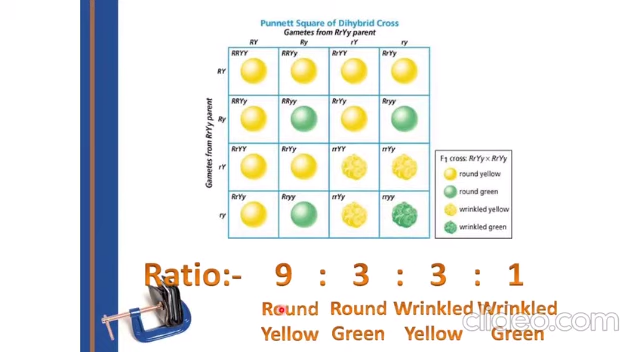 Punnett Square of Dihybrid Cross
Gametes from RrYy parent
RY Ry rY ry
Gametes from RrYy parent
RY
RRYY RRYy RrYY RrYy
Ry
RRYy RRyy RrYy Rryy
rY
RrYY RrYy rrYY rrYy
ry
RrYy Rryy rrYy rryy
F1 cross: RrYy × RrYy
round yellow
round green
wrinkled yellow
wrinkled green
Ratio:- 9 : 3 : 3 : 1
Round Round Wrinkled Wrinkled
Yellow Green Yellow Green
clideo.com